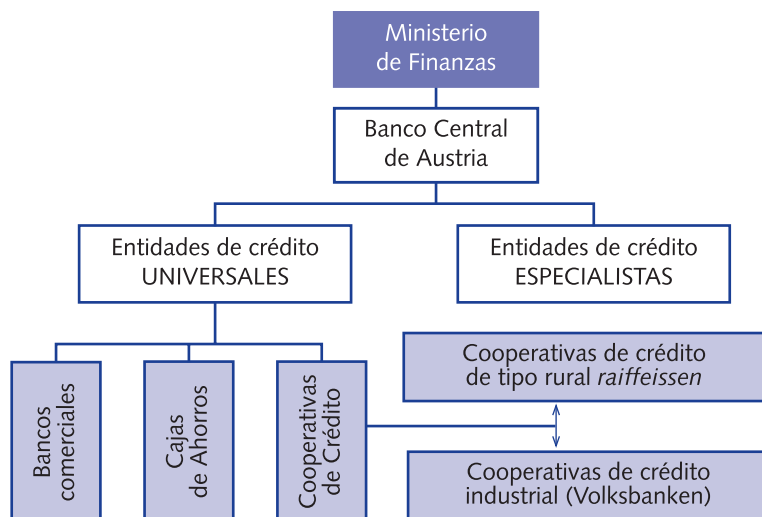 Ministerio
de Finanzas
Banco Central
de Austria
Entidades de crédito
UNIVERSALES
Entidades de crédito
ESPECIALISTAS
Bancos
comerciales
Cajas
de Ahorros
Cooperativas
de Crédito
Cooperativas de crédito
de tipo rural raiffeissen
Cooperativas de crédito
industrial (Volksbanken)